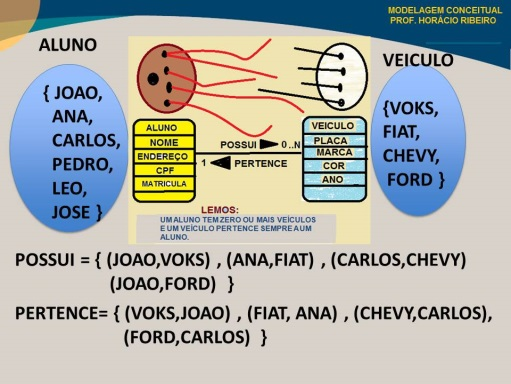 MODELAGEM CONCEITUAL
PROF. HORÁCIO RIBEIRO
ALUNO
VEICULO
{ JOAO,
ANA,
CARLOS,
PEDRO,
LEO,
JOSE }
{VOKS,
FIAT,
CHEVY,
FORD }
ALUNO
NOME
ENDEREÇO
CPF
MATRICULA
POSSUI 0..N
1 PERTENCE
VEICULO
PLACA
MARCA
COR
ANO
LEMOS:
UM ALUNO TEM ZERO OU MAIS VEÍCULOS
E UM VEÍCULO PERTENCE SEMPRE A UM
ALUNO.
POSSUI = { (JOAO,VOKS) , (ANA,FIAT) , (CARLOS,CHEVY)
(JOAO,FORD) }
PERTENCE= { (VOKS,JOAO) , (FIAT, ANA) , (CHEVY,CARLOS),
(FORD,CARLOS) }